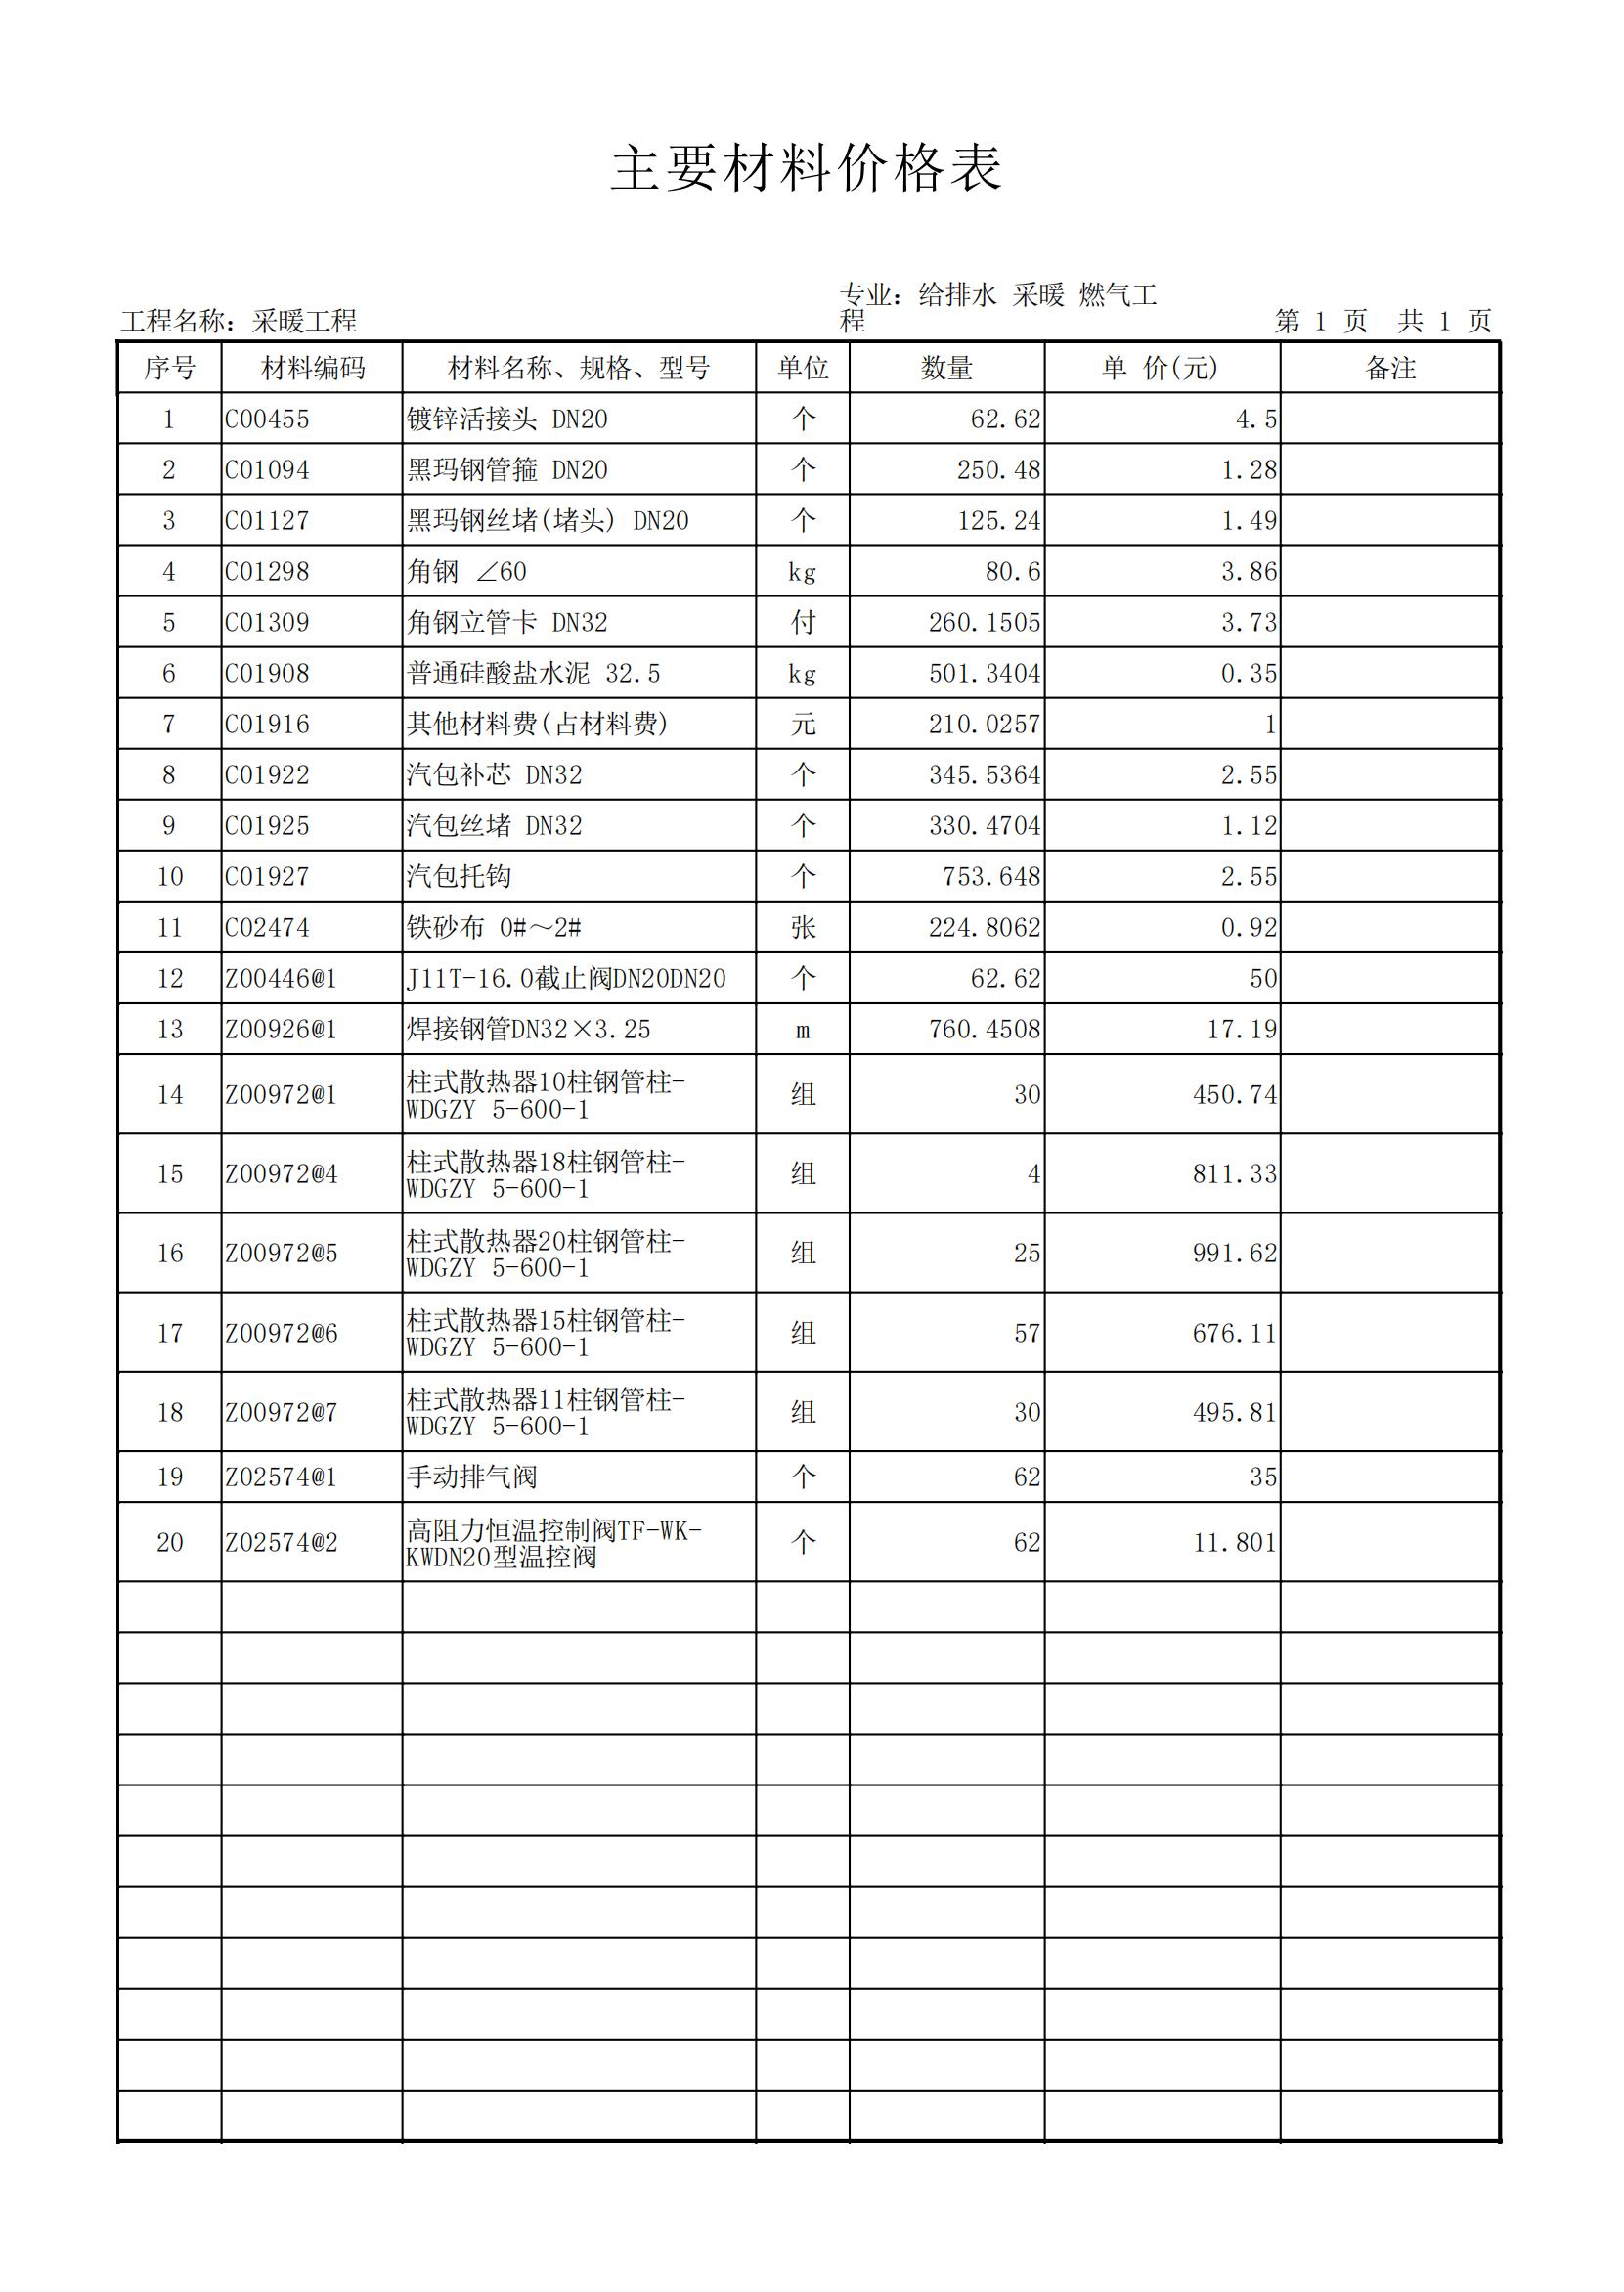 主要材料价格表
专业：给排水 采暖 燃气工
程
工程名称：采暖工程
第 1 页 共 1 页
序号 材料编码 材料名称、规格、型号 单位 数量 单 价(元) 备注
1 C00455 镀锌活接头 DN20 个 62.62 4.5
2 C01094 黑玛钢管箍 DN20 个 250.48 1.28
3 C01127 黑玛钢丝堵(堵头) DN20 个 125.24 1.49
4 C01298 角钢 ∠60 kg 80.6 3.86
5 C01309 角钢立管卡 DN32 付 260.1505 3.73
6 C01908 普通硅酸盐水泥 32.5 kg 501.3404 0.35
7 C01916 其他材料费(占材料费) 元 210.0257 1
8 C01922 汽包补芯 DN32 个 345.5364 2.55
9 C01925 汽包丝堵 DN32 个 330.4704 1.12
10 C01927 汽包托钩 个 753.648 2.55
11 C02474 铁砂布 0#～2# 张 224.8062 0.92
12 Z00446@1 J11T-16.0截止阀DN20DN20 个 62.62 50
13 Z00926@1 焊接钢管DN32×3.25 m 760.4508 17.19
14 Z00972@1 柱式散热器10柱钢管柱-
WDGZY 5-600-1 组 30 450.74
15 Z00972@4 柱式散热器18柱钢管柱-
WDGZY 5-600-1 组 4 811.33
16 Z00972@5 柱式散热器20柱钢管柱-
WDGZY 5-600-1 组 25 991.62
17 Z00972@6 柱式散热器15柱钢管柱-
WDGZY 5-600-1 组 57 676.11
18 Z00972@7 柱式散热器11柱钢管柱-
WDGZY 5-600-1 组 30 495.81
19 Z02574@1 手动排气阀 个 62 35
20 Z02574@2 高阻力恒温控制阀TF-WK-
KWDN20型温控阀 个 62 11.801